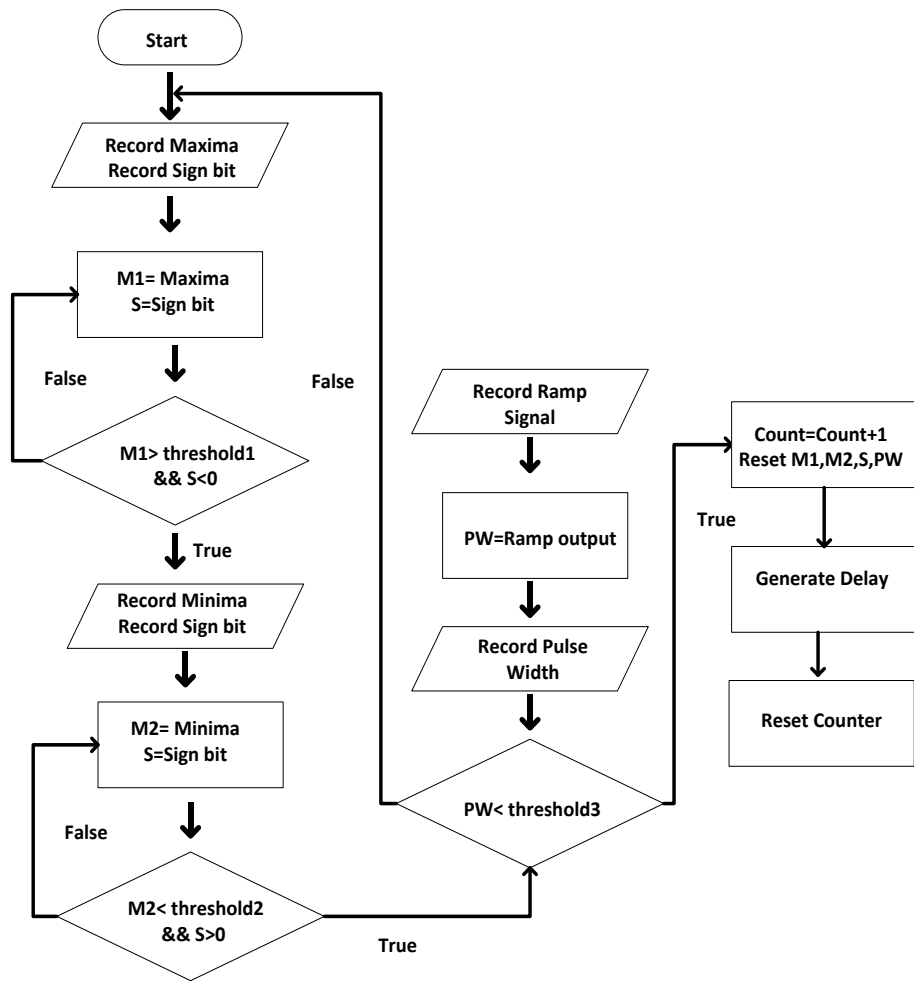 Start
Record Maxima
Record Sign bit
M1= Maxima
S=Sign bit
False
M1> threshold1
&& S<0
True
Record Minima
Record Sign bit
M2= Minima
S=Sign bit
False
M2< threshold2
&& S>0
True
False
Record Ramp
Signal
PW=Ramp output
Record Pulse
Width
PW< threshold3
True
Count=Count+1
Reset M1,M2,S,PW
Generate Delay
Reset Counter